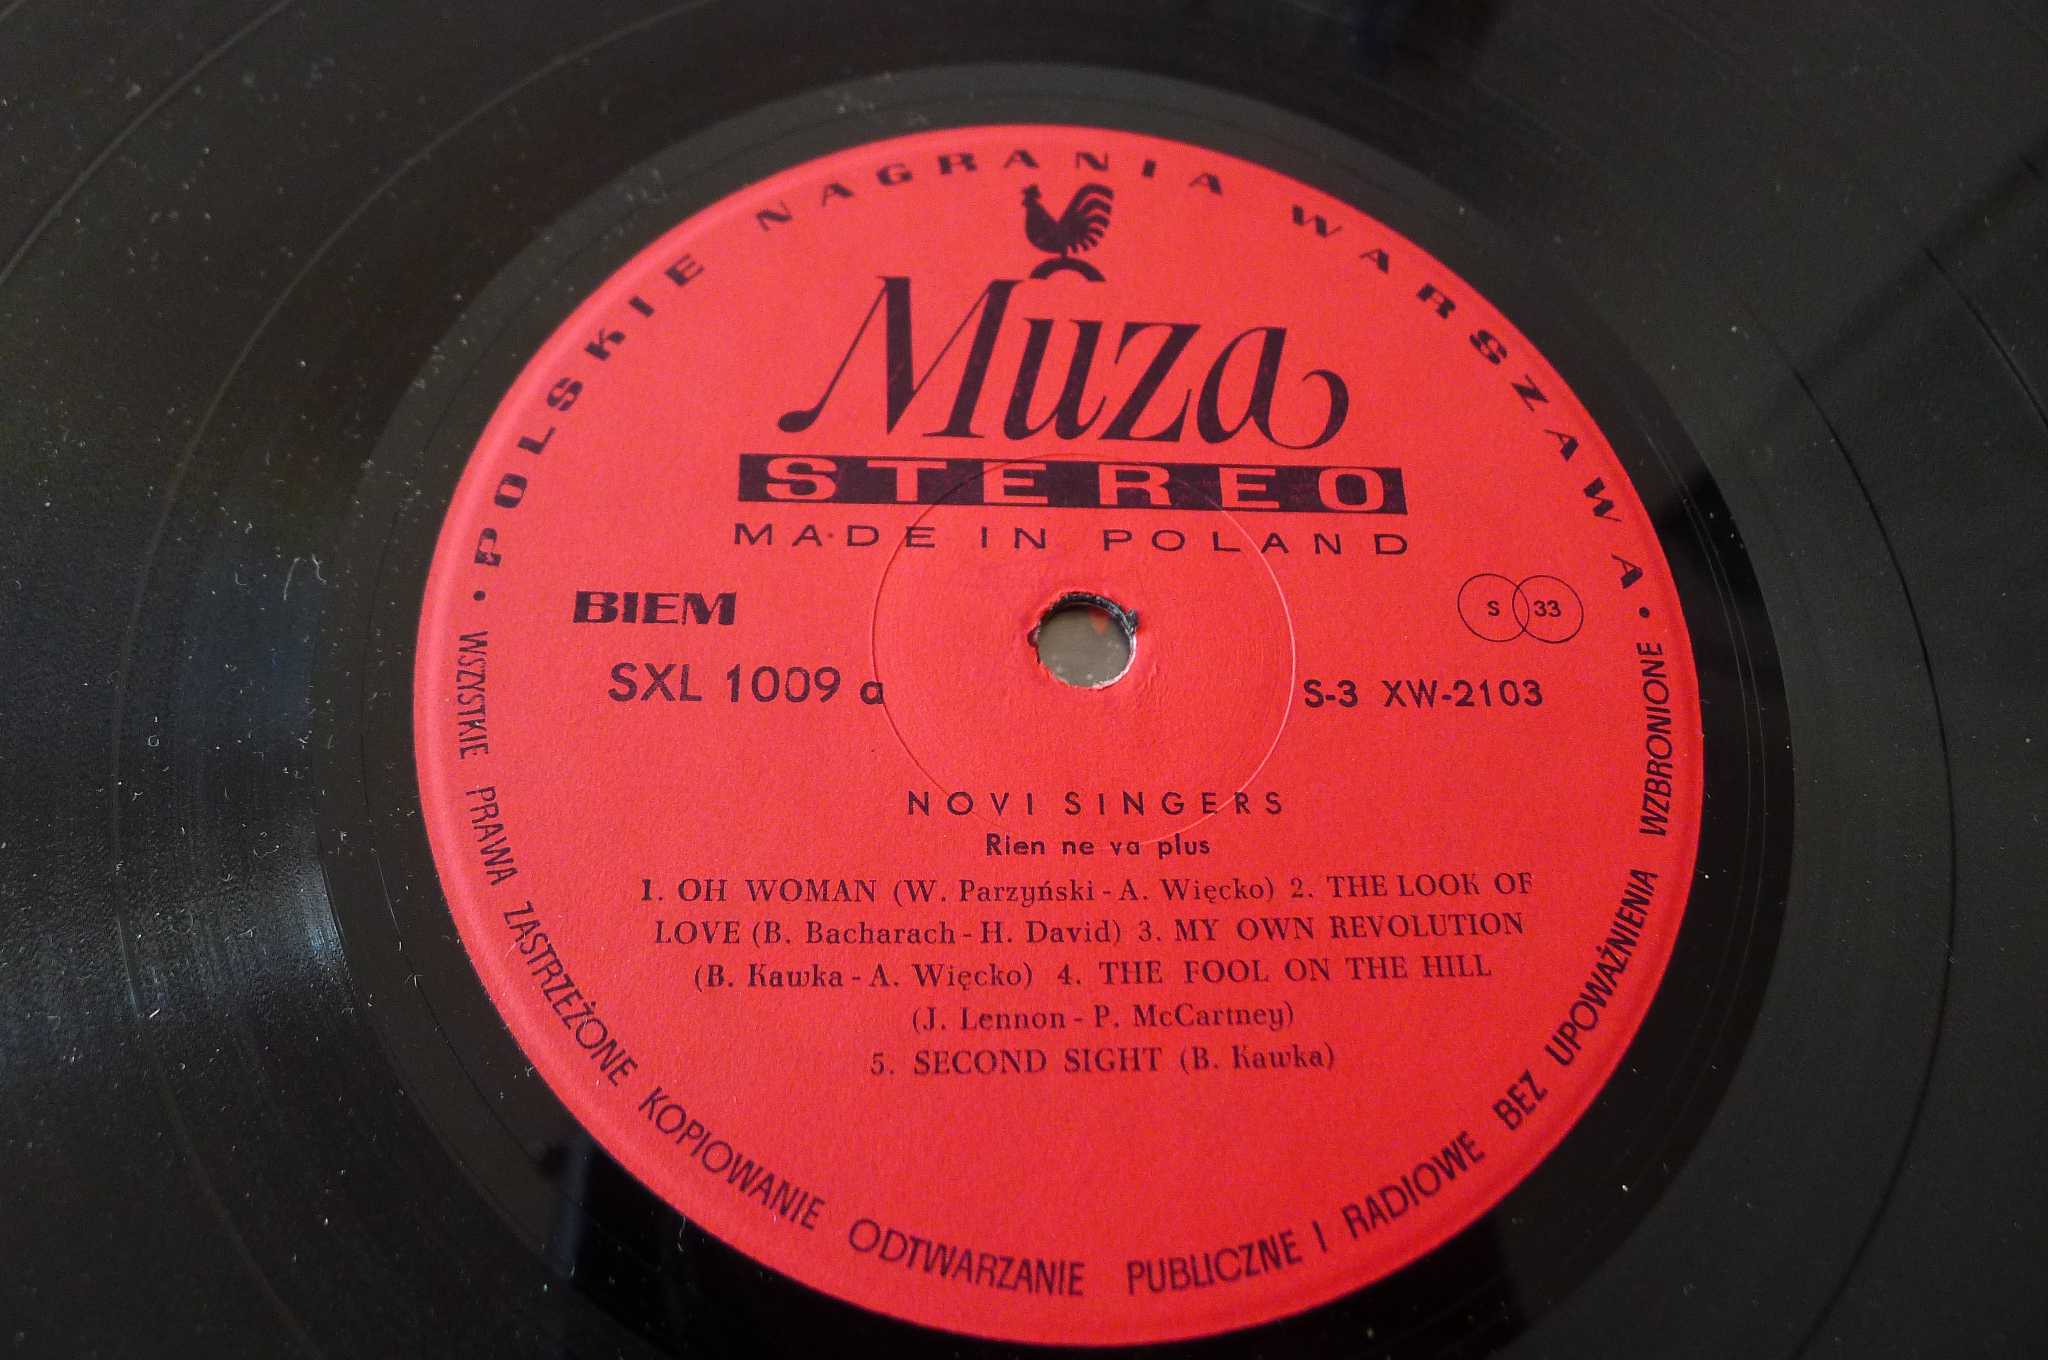 POLSKIE NAGRANIA WARSZAWA
Muza
STEREO
MADE IN POLAND
BIEM
S 33
SXL 1009 a
S-3 XW-2103
NOVI SINGERS
Rien ne va plus
1. OH WOMAN (W. Parzyński - A. Więcko) 2. THE LOOK OF
LOVE (B. Bacharach - H. David) 3. MY OWN REVOLUTION
(B. Kawka - A. Więcko) 4. THE FOOL ON THE HILL
(J. Lennon - P. McCartney)
5. SECOND SIGHT (B. Kawka)
• WSZYSTKIE PRAWA ZASTRZEŻONE KOPIOWANIE ODTWARZANIE PUBLICZNE I RADIOWE BEZ UPOWAŻNIENIA WZBRONIONE •